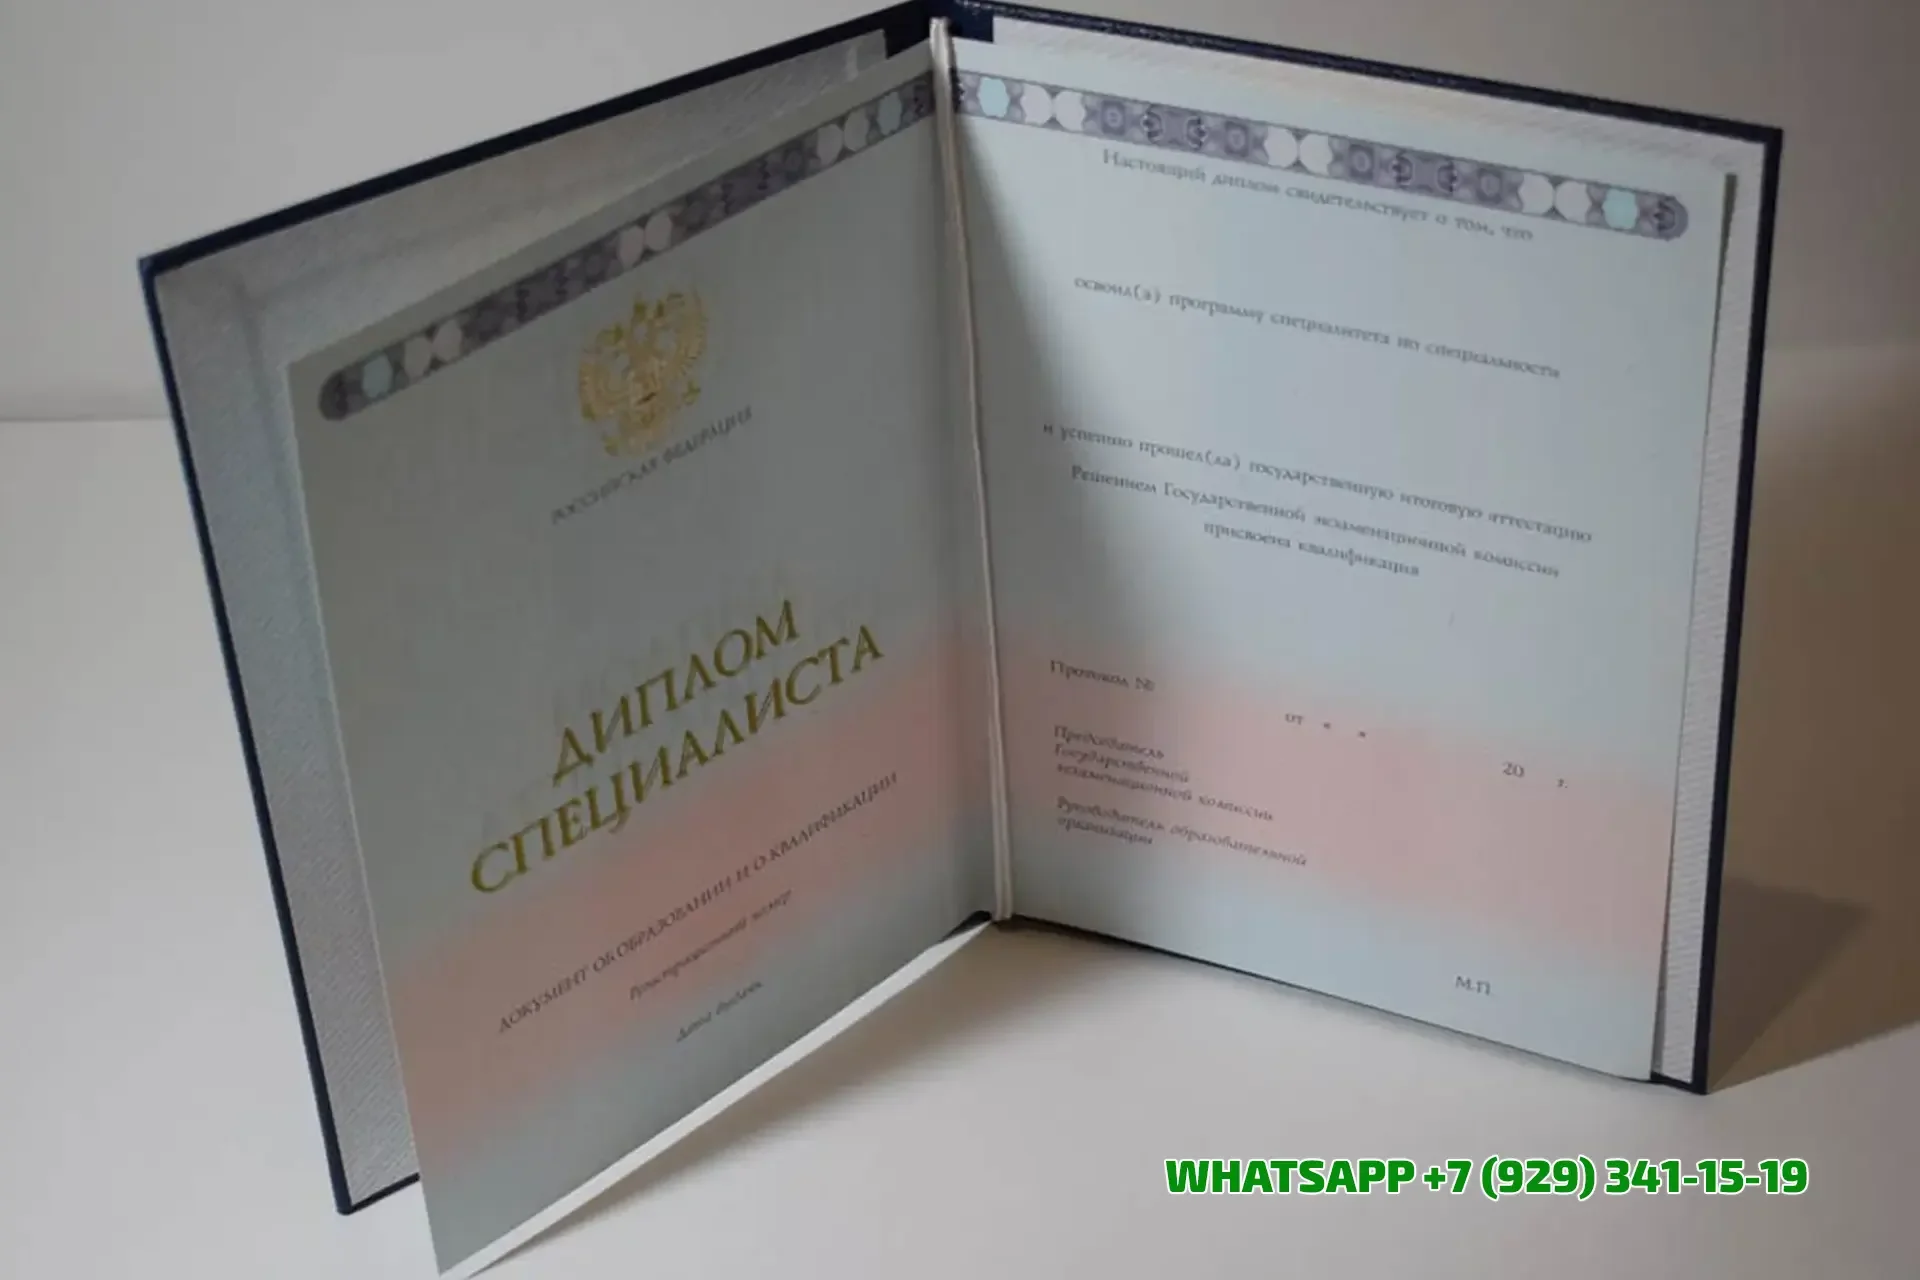 РОССИЙСКАЯ ФЕДЕРАЦИЯ
ДИПЛОМ
СПЕЦИАЛИСТА
ДОКУМЕНТ ОБ ОБРАЗОВАНИИ И О КВАЛИФИКАЦИИ
Регистрационный номер
Дата выдачи
Настоящий диплом свидетельствует о том, что
освоил(а) программу специалитета по специальности
и успешно прошел(ла) государственную итоговую аттестацию
Решением Государственной экзаменационной комиссии
присвоена квалификация
Протокол №
от « »
20 г.
Председатель
Государственной
экзаменационной комиссии
Руководитель образовательной
организации
М.П.
WHATSAPP +7 (929) 341-15-19